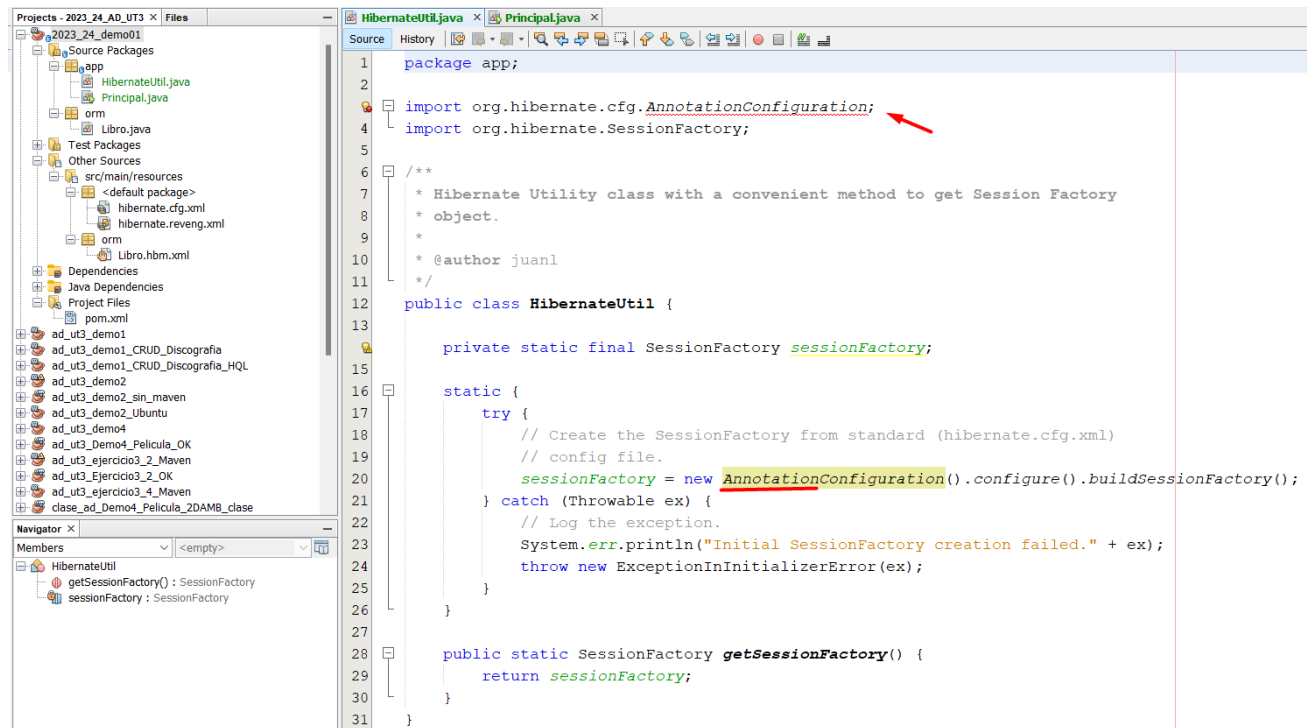 Projects - 2023_24_AD_UT3 × Files
2023_24_demo01
Source Packages
app
HibernateUtil.java
Principal.java
orm
Libro.java
Test Packages
Other Sources
src/main/resources
<default package>
hibernate.cfg.xml
hibernate.reveng.xml
orm
Libro.hbm.xml
Dependencies
Java Dependencies
Project Files
pom.xml
ad_ut3_demo1
ad_ut3_demo1_CRUD_Discografia
ad_ut3_demo1_CRUD_Discografia_HQL
ad_ut3_demo2
ad_ut3_demo2_sin_maven
ad_ut3_demo2_Ubuntu
ad_ut3_demo4
ad_ut3_Demo4_Pelicula_OK
ad_ut3_ejercicio3_2_Maven
ad_ut3_Ejercicio3_2_OK
ad_ut3_ejercicio3_4_Maven
clase_ad_Demo4_Pelicula_2DAMB_clase
Navigator ×
Members <empty>
HibernateUtil
getSessionFactory() : SessionFactory
sessionFactory : SessionFactory
HibernateUtil.java × Principal.java ×
Source History
1 package app;
2
import org.hibernate.cfg.AnnotationConfiguration;
4 import org.hibernate.SessionFactory;
5
6 /**
7 * Hibernate Utility class with a convenient method to get Session Factory
8 * object.
9 *
10 * @author juanl
11 */
12 public class HibernateUtil {
13
private static final SessionFactory sessionFactory;
15
16 static {
17 try {
18 // Create the SessionFactory from standard (hibernate.cfg.xml)
19 // config file.
20 sessionFactory = new AnnotationConfiguration().configure().buildSessionFactory();
21 } catch (Throwable ex) {
22 // Log the exception.
23 System.err.println("Initial SessionFactory creation failed." + ex);
24 throw new ExceptionInInitializerError(ex);
25 }
26 }
27
28 public static SessionFactory getSessionFactory() {
29 return sessionFactory;
30 }
31 }